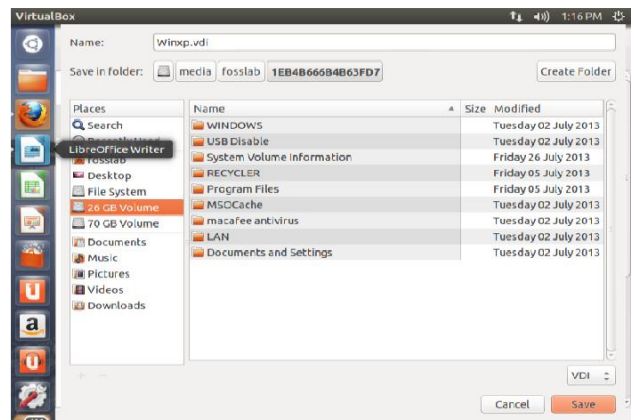 VirtualBox 1:16 PM
Name: Winxp.vdi
Save in folder: media fosslab 1EB4B666B4B63FD7 Create Folder
Places Name Size Modified
Search WINDOWS Tuesday 02 July 2013
Recently Used USB Disable Tuesday 02 July 2013
LibreOffice Writer
fosslab System Volume Information Friday 26 July 2013
Desktop RECYCLER Friday 05 July 2013
File System Program Files Friday 05 July 2013
26 GB Volume MSOCache Tuesday 02 July 2013
70 GB Volume macafee antivirus Tuesday 02 July 2013
LAN Tuesday 02 July 2013
Documents Documents and Settings Tuesday 02 July 2013
Music
Pictures
Videos
Downloads
VDI
Cancel Save